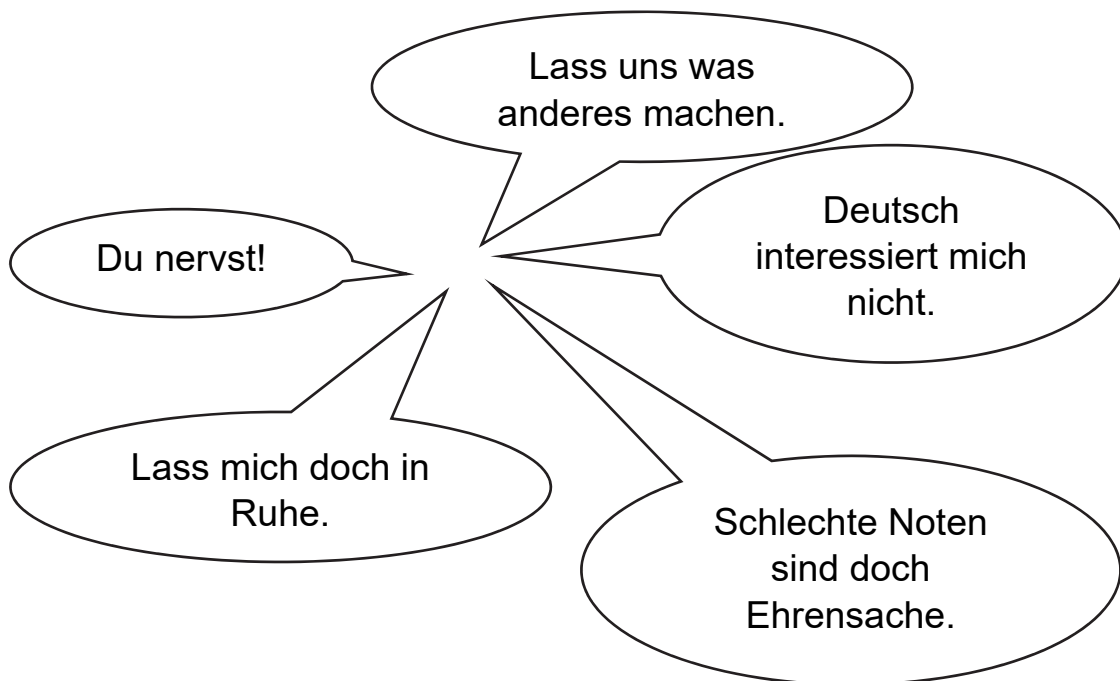 Lass uns was
anderes machen.
Deutsch
interessiert mich
nicht.
Du nervst!
Lass mich doch in
Ruhe.
Schlechte Noten
sind doch
Ehrensache.